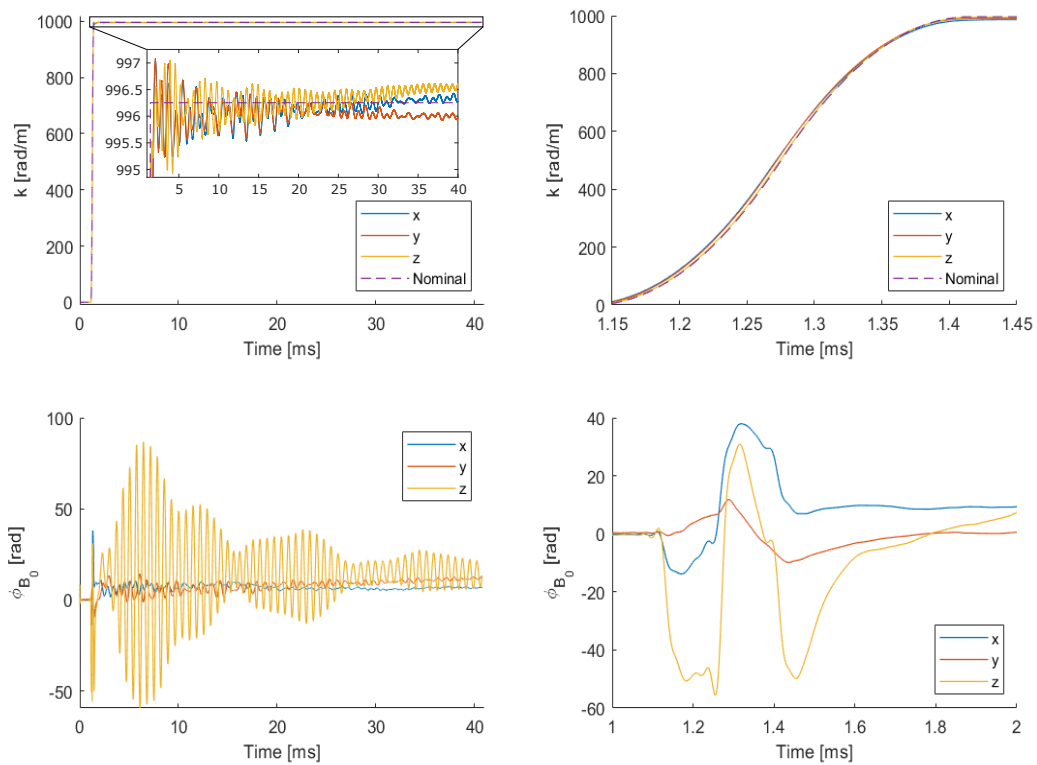 1000
800
600
400
200
0
k [rad/m]
0
10
20
30
40
Time [ms]
997
996.5
996
995.5
995
5
10
15
20
25
30
35
40
x
y
z
Nominal
1000
800
600
400
200
0
k [rad/m]
1.15
1.2
1.25
1.3
1.35
1.4
1.45
Time [ms]
x
y
z
Nominal
100
50
0
-50
ϕB0 [rad]
0
10
20
30
40
Time [ms]
x
y
z
40
20
0
-20
-40
-60
ϕB0 [rad]
1
1.2
1.4
1.6
1.8
2
Time [ms]
x
y
z